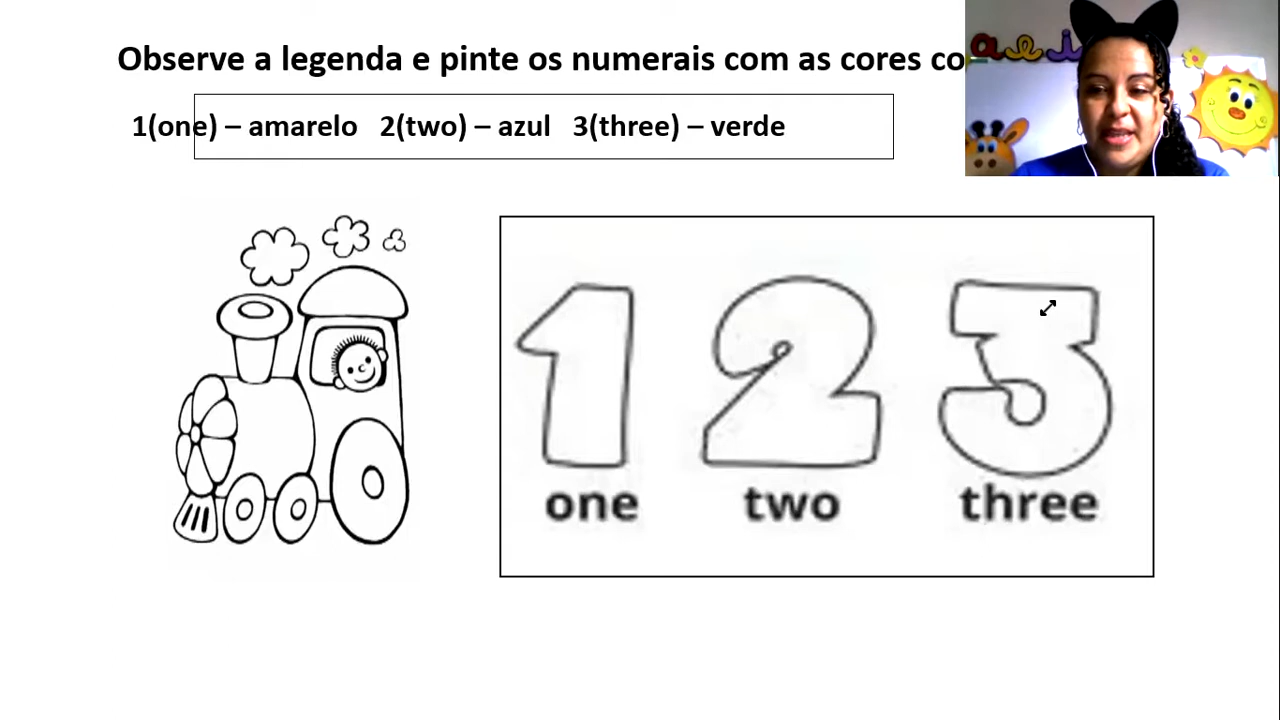 Observe a legenda e pinte os numerais com as cores co
1(one) – amarelo 2(two) – azul 3(three) – verde
a e i
1 2 3
one two three